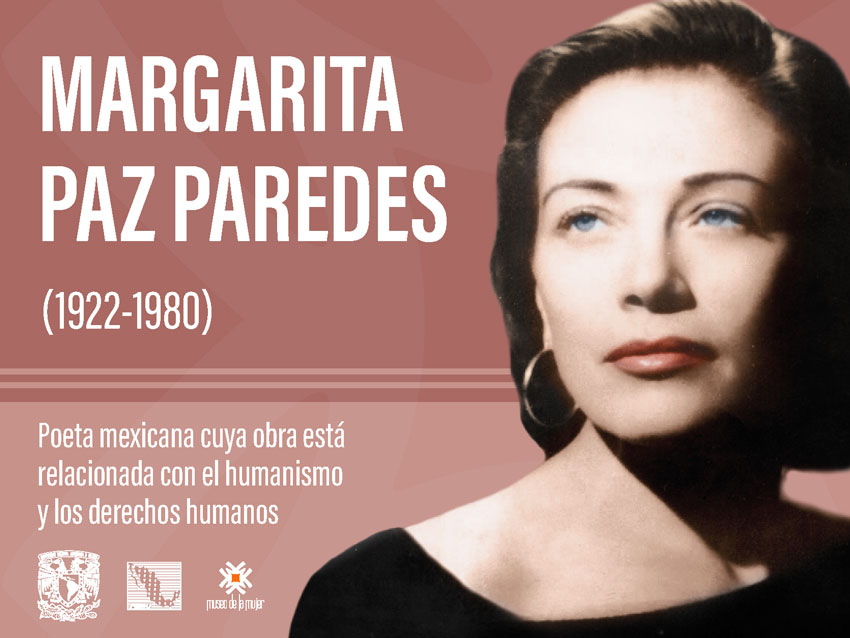 MARGARITA
PAZ PAREDES
(1922-1980)
Poeta mexicana cuya obra está
relacionada con el humanismo
y los derechos humanos
museo de la mujer